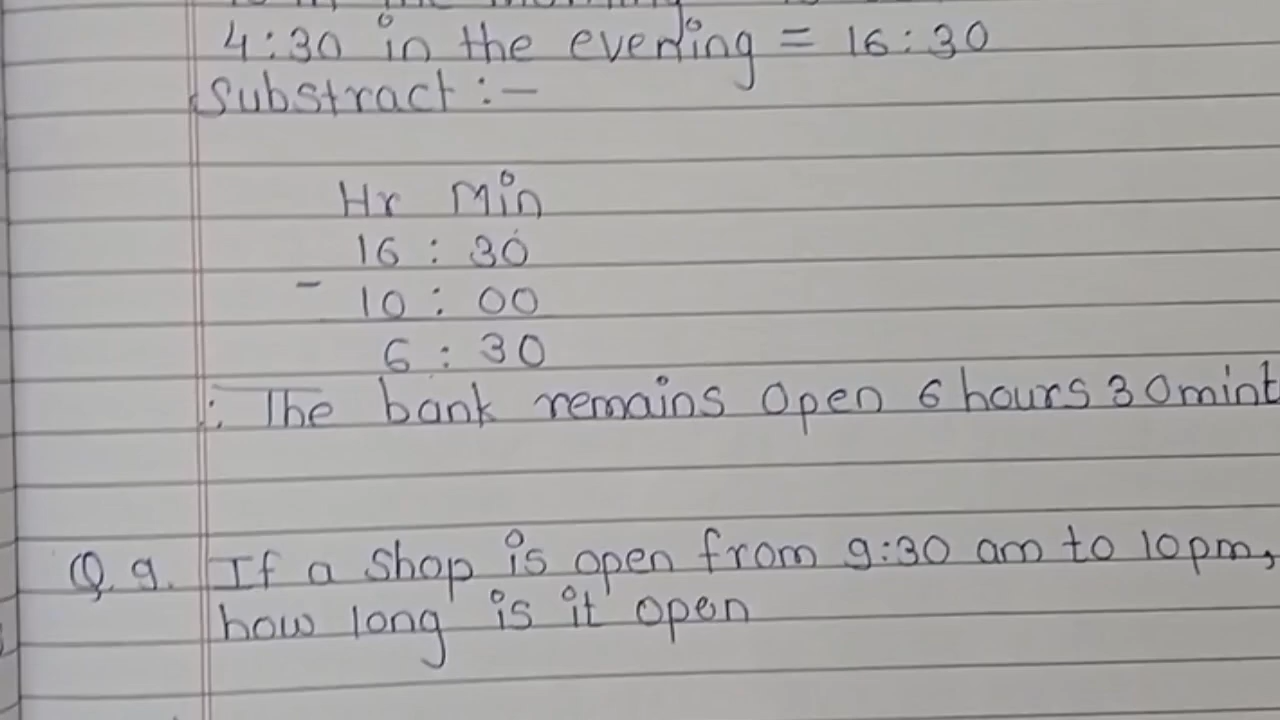 4:30 in the evening = 16:30
Substract :-
Hr Min
16 : 30
- 10 : 00
6 : 30
: The bank remains Open 6 hours 30 mint
Q.9. If a shop is open from 9:30 am to 10pm,
how long is it open